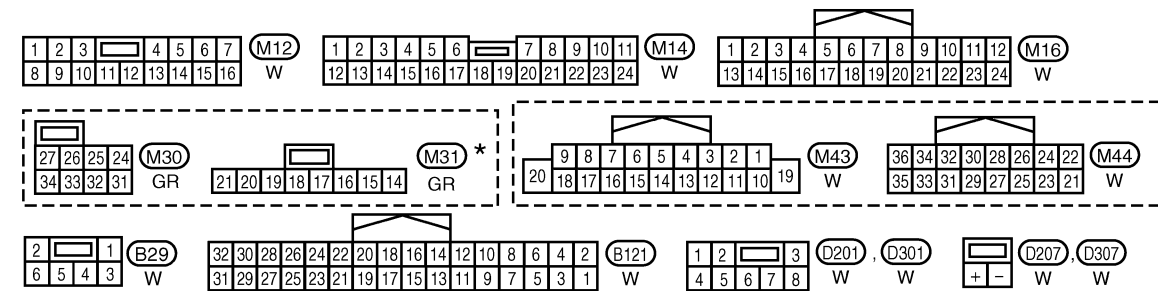 1 2 3 4 5 6 7 M12
8 9 10 11 12 13 14 15 16 W
1 2 3 4 5 6 7 8 9 10 11 M14
12 13 14 15 16 17 18 19 20 21 22 23 24 W
1 2 3 4 5 6 7 8 9 10 11 12 M16
13 14 15 16 17 18 19 20 21 22 23 24 W
27 26 25 24 M30
34 33 32 31 GR
M31 *
21 20 19 18 17 16 15 14 GR
9 8 7 6 5 4 3 2 1 M43
20 18 17 16 15 14 13 12 11 10 19 W
36 34 32 30 28 26 24 22 M44
35 33 31 29 27 25 23 21 W
2 1 B29
6 5 4 3 W
32 30 28 26 24 22 20 18 16 14 12 10 8 6 4 2 B121
31 29 27 25 23 21 19 17 15 13 11 9 7 5 3 1 W
1 2 3 D201 , D301
4 5 6 7 8 W W
D207 , D307
+ − W W